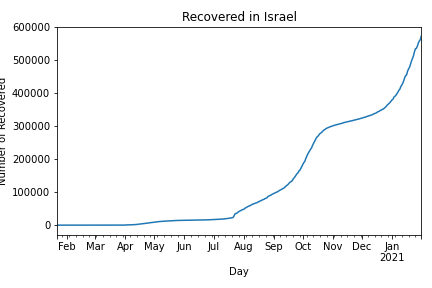 Recovered in Israel
600000
500000
400000
300000
200000
100000
0
Number of Recovered
Feb Mar Apr May Jun Jul Aug Sep Oct Nov Dec Jan
2021
Day